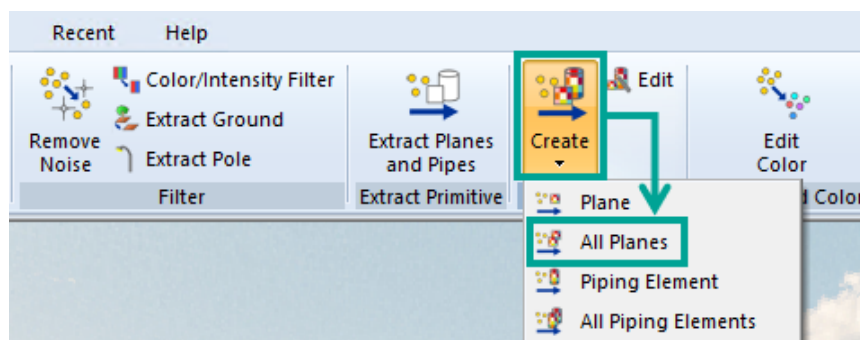 Recent Help
Color/Intensity Filter
Extract Ground
Extract Pole
Remove
Noise
Filter
Extract Planes
and Pipes
Extract Primitive
Create
Edit
Edit
Color
Color
Plane
All Planes
Piping Element
All Piping Elements